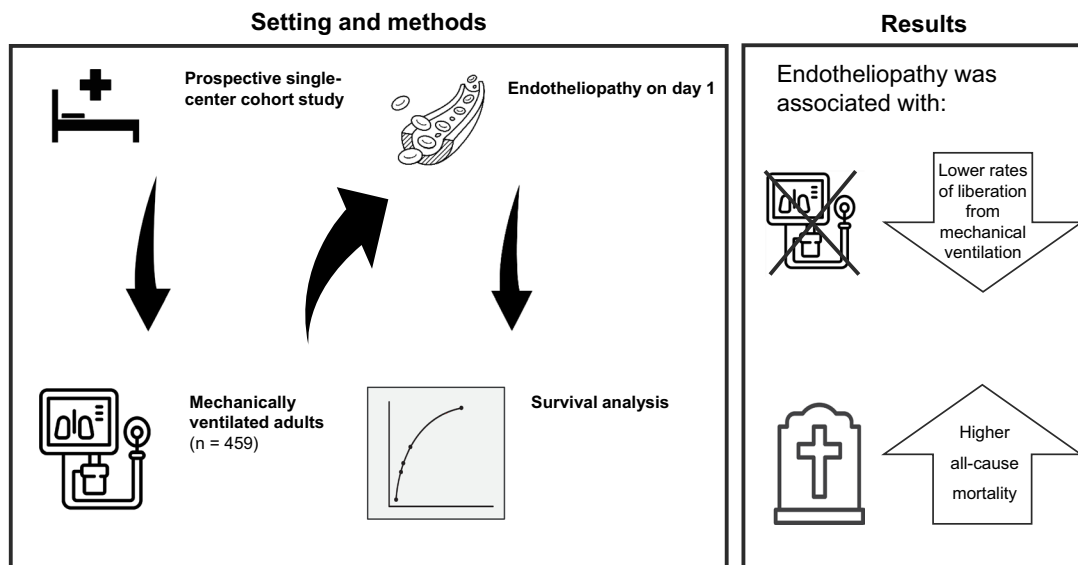 Setting and methods
Prospective single-
center cohort study
Endotheliopathy on day 1
Mechanically
ventilated adults
(n = 459)
Survival analysis
Results
Endotheliopathy was
associated with:
Lower rates
of liberation
from
mechanical
ventilation
Higher
all-cause
mortality